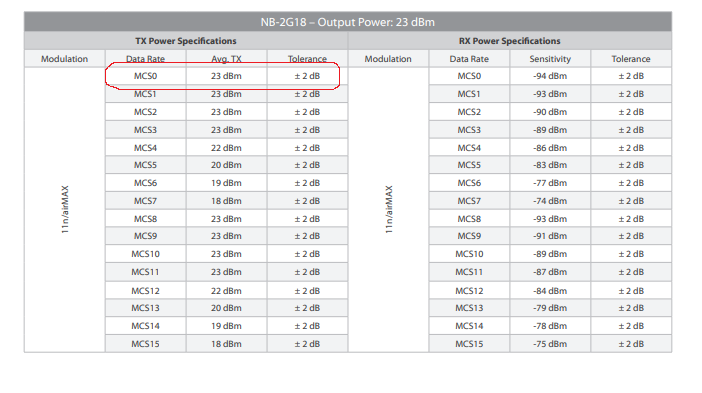 NB-2G18 – Output Power: 23 dBm
TX Power Specifications RX Power Specifications
Modulation Data Rate Avg. TX Tolerance Modulation Data Rate Sensitivity Tolerance
11n/airMAX MCS0 23 dBm ± 2 dB 11n/airMAX MCS0 -94 dBm ± 2 dB
MCS1 23 dBm ± 2 dB MCS1 -93 dBm ± 2 dB
MCS2 23 dBm ± 2 dB MCS2 -90 dBm ± 2 dB
MCS3 23 dBm ± 2 dB MCS3 -89 dBm ± 2 dB
MCS4 22 dBm ± 2 dB MCS4 -86 dBm ± 2 dB
MCS5 20 dBm ± 2 dB MCS5 -83 dBm ± 2 dB
MCS6 19 dBm ± 2 dB MCS6 -77 dBm ± 2 dB
MCS7 18 dBm ± 2 dB MCS7 -74 dBm ± 2 dB
MCS8 23 dBm ± 2 dB MCS8 -93 dBm ± 2 dB
MCS9 23 dBm ± 2 dB MCS9 -91 dBm ± 2 dB
MCS10 23 dBm ± 2 dB MCS10 -89 dBm ± 2 dB
MCS11 23 dBm ± 2 dB MCS11 -87 dBm ± 2 dB
MCS12 22 dBm ± 2 dB MCS12 -84 dBm ± 2 dB
MCS13 20 dBm ± 2 dB MCS13 -79 dBm ± 2 dB
MCS14 19 dBm ± 2 dB MCS14 -78 dBm ± 2 dB
MCS15 18 dBm ± 2 dB MCS15 -75 dBm ± 2 dB